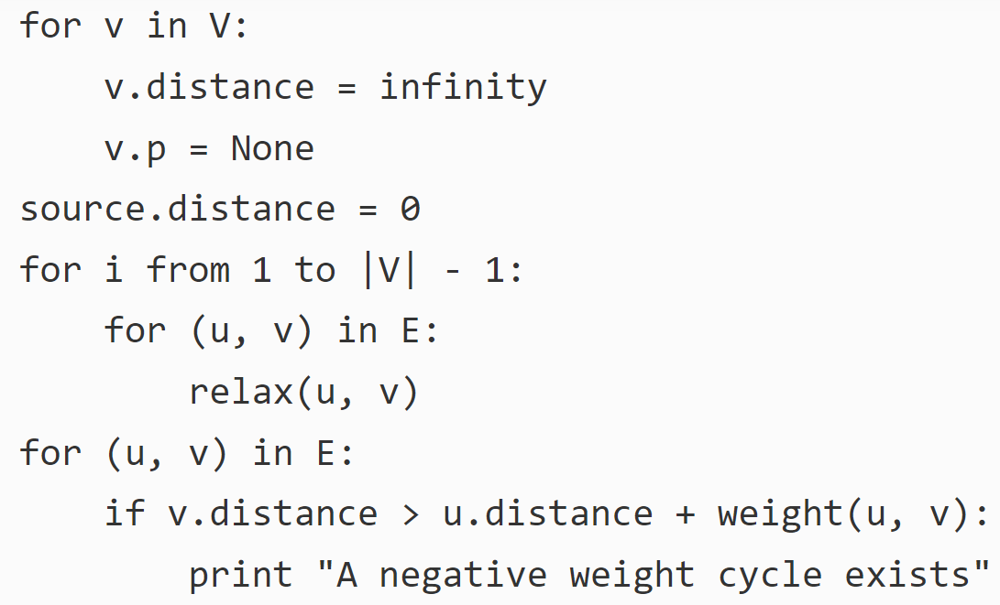 for v in V:
    v.distance = infinity
    v.p = None
source.distance = 0
for i from 1 to |V| - 1:
    for (u, v) in E:
        relax(u, v)
for (u, v) in E:
    if v.distance > u.distance + weight(u, v):
        print "A negative weight cycle exists"